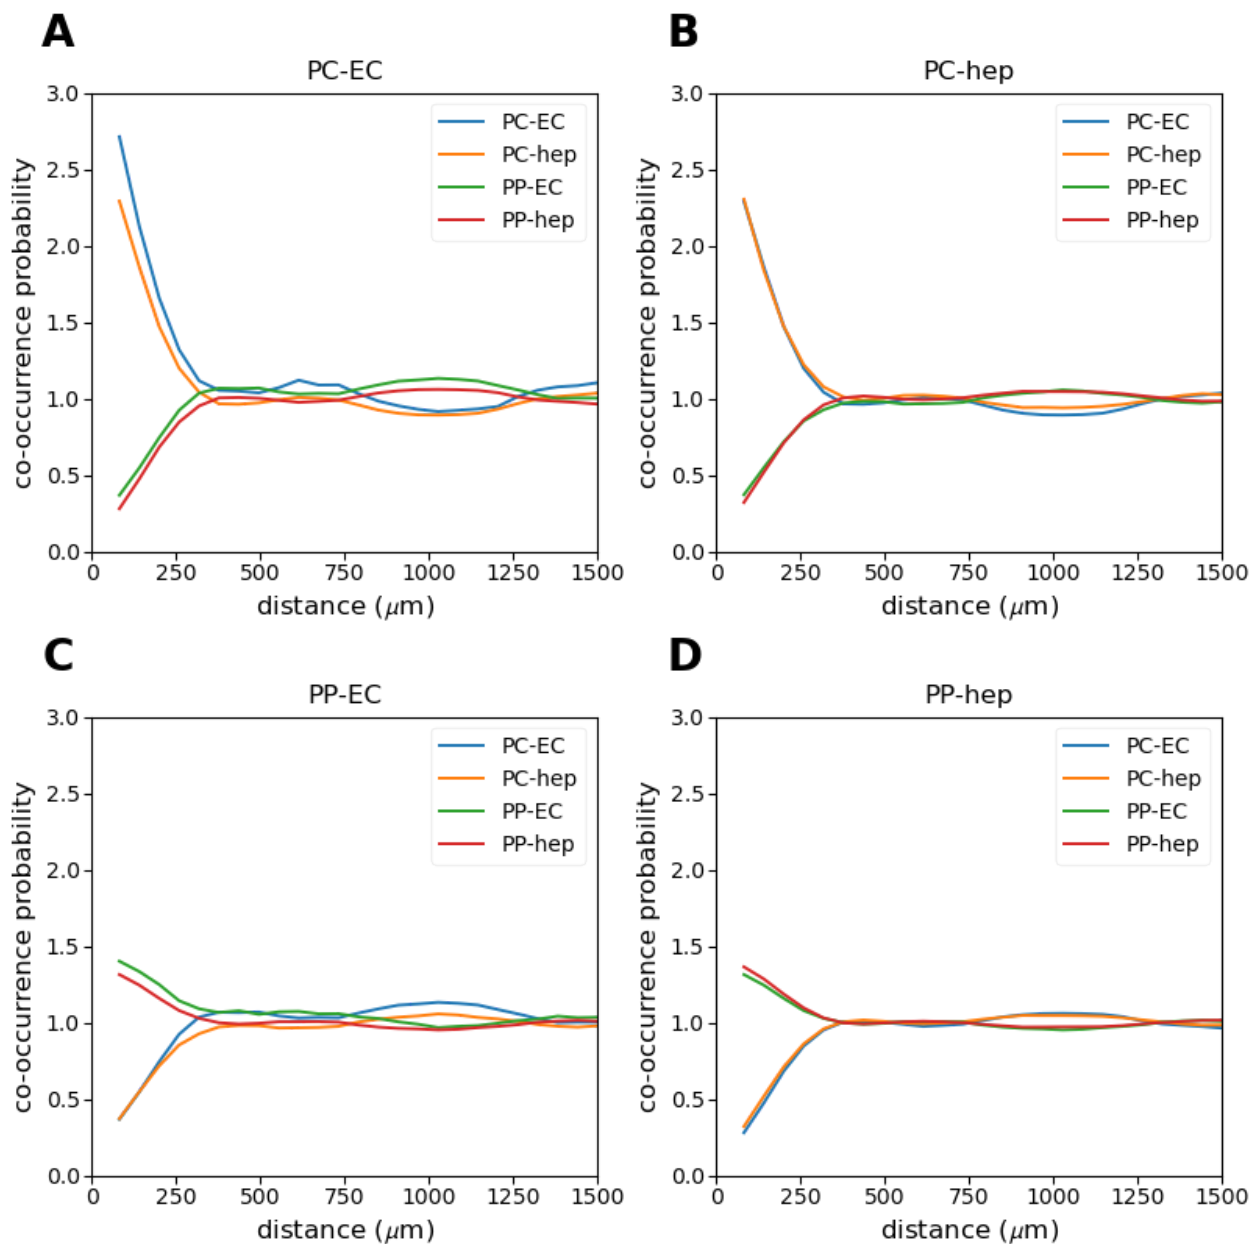 A
PC-EC
3.0
2.5
2.0
1.5
1.0
0.5
0.0
co-occurrence probability
PC-EC
PC-hep
PP-EC
PP-hep
0 250 500 750 1000 1250 1500
distance (μm)
B
PC-hep
3.0
2.5
2.0
1.5
1.0
0.5
0.0
co-occurrence probability
PC-EC
PC-hep
PP-EC
PP-hep
0 250 500 750 1000 1250 1500
distance (μm)
C
PP-EC
3.0
2.5
2.0
1.5
1.0
0.5
0.0
co-occurrence probability
PC-EC
PC-hep
PP-EC
PP-hep
0 250 500 750 1000 1250 1500
distance (μm)
D
PP-hep
3.0
2.5
2.0
1.5
1.0
0.5
0.0
co-occurrence probability
PC-EC
PC-hep
PP-EC
PP-hep
0 250 500 750 1000 1250 1500
distance (μm)